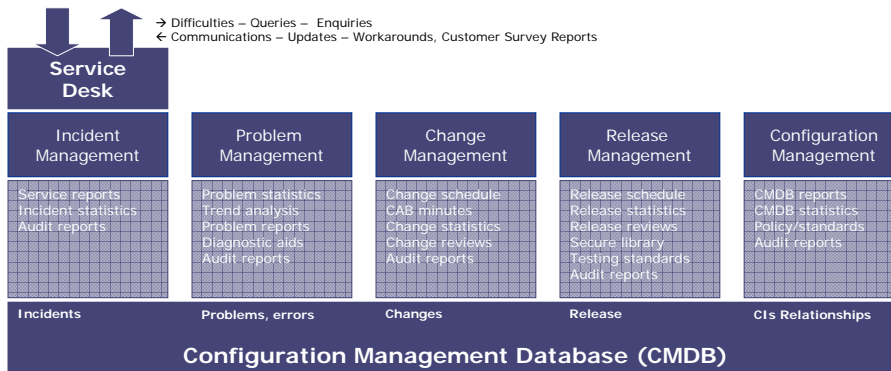 → Difficulties – Queries – Enquiries
← Communications – Updates – Workarounds, Customer Survey Reports
Service
Desk
Incident
Management
Problem
Management
Change
Management
Release
Management
Configuration
Management
Service reports
Incident statistics
Audit reports
Problem statistics
Trend analysis
Problem reports
Diagnostic aids
Audit reports
Change schedule
CAB minutes
Change statistics
Change reviews
Audit reports
Release schedule
Release statistics
Release reviews
Secure library
Testing standards
Audit reports
CMDB reports
CMDB statistics
Policy/standards
Audit reports
Incidents
Problems, errors
Changes
Release
CIs Relationships
Configuration Management Database (CMDB)